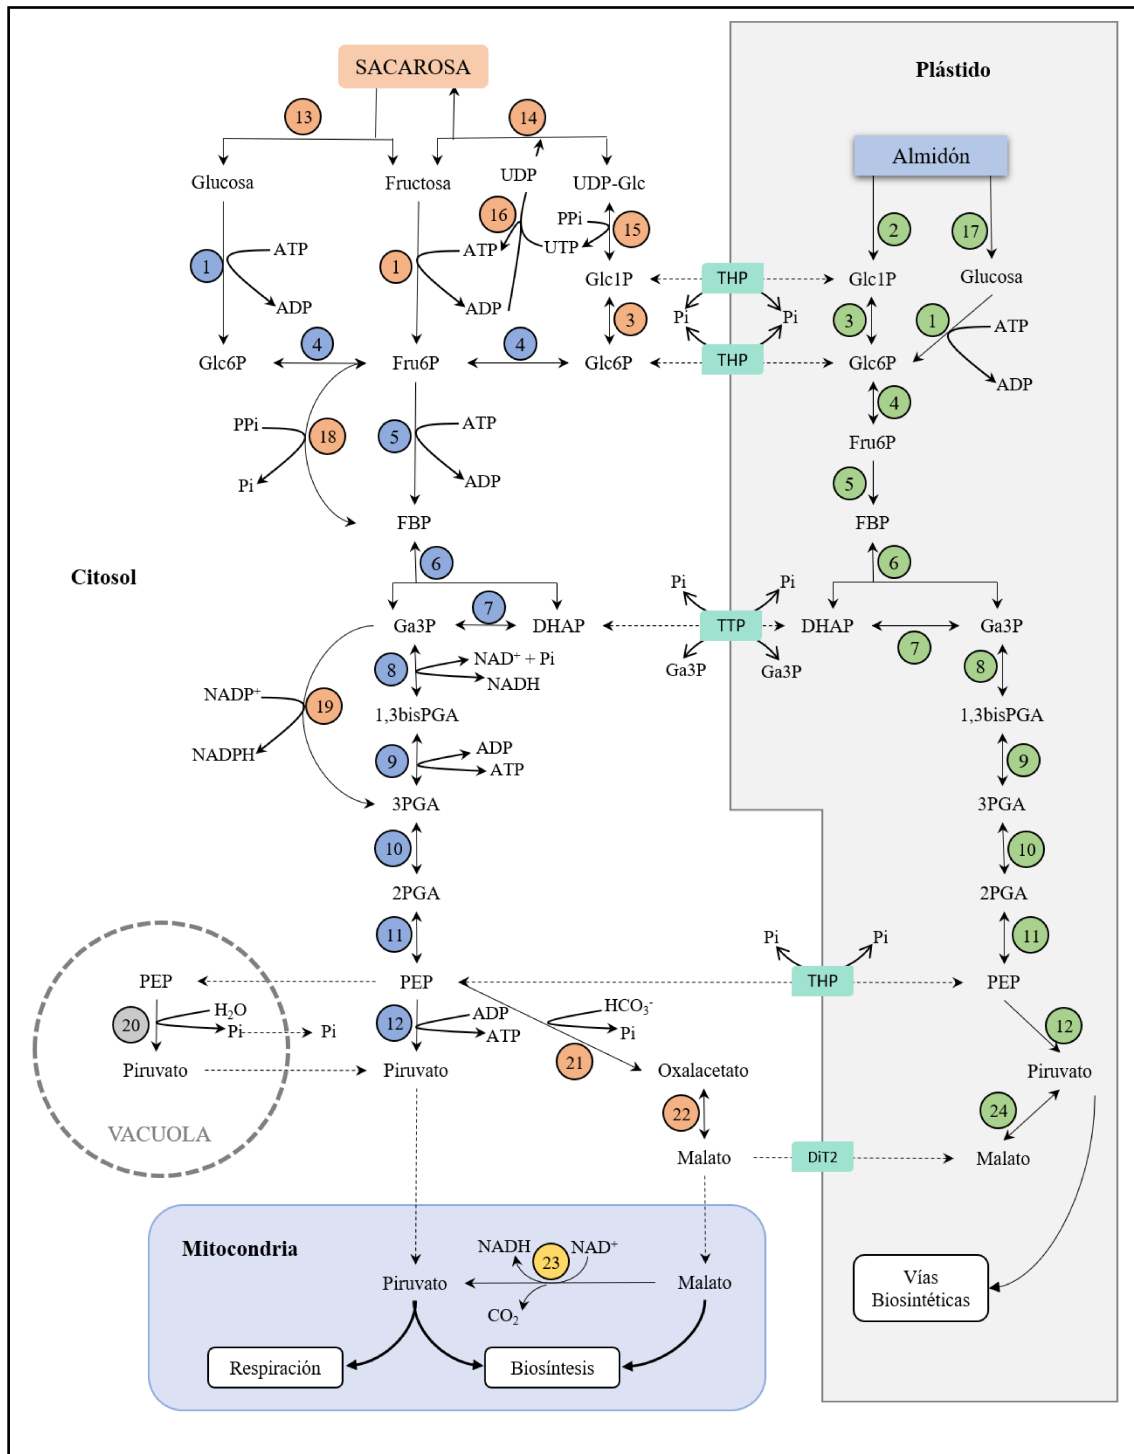 SACAROSA
Plástido
13
14
Almidón
Glucosa
Fructosa
UDP
UDP-Glc
16
PPi
15
2
17
ATP
ATP
UTP
1
1
Glc1P
THP
Glc1P
Glucosa
ADP
ADP
Pi
Pi
3
3
1
ATP
4
4
Glc6P
Fru6P
Glc6P
THP
Glc6P
ADP
4
PPi
18
5
ATP
Fru6P
Pi
ADP
5
FBP
FBP
Citosol
6
6
Pi
Pi
7
Ga3P
DHAP
TTP
DHAP
Ga3P
7
8
NAD⁺ + Pi
Ga3P
Ga3P
8
NADH
NADP⁺
19
1,3bisPGA
1,3bisPGA
NADPH
9
ADP
ATP
9
3PGA
3PGA
10
10
2PGA
2PGA
11
Pi
Pi
11
PEP
PEP
THP
PEP
H₂O
20
Pi
Pi
12
ADP
ATP
HCO₃⁻
Pi
12
21
Piruvato
Piruvato
Oxalacetato
Piruvato
22
24
VACUOLA
Malato
DiT2
Malato
Mitocondria
NADH
23
NAD⁺
Piruvato
Malato
CO₂
Vías
Biosintéticas
Respiración
Biosíntesis